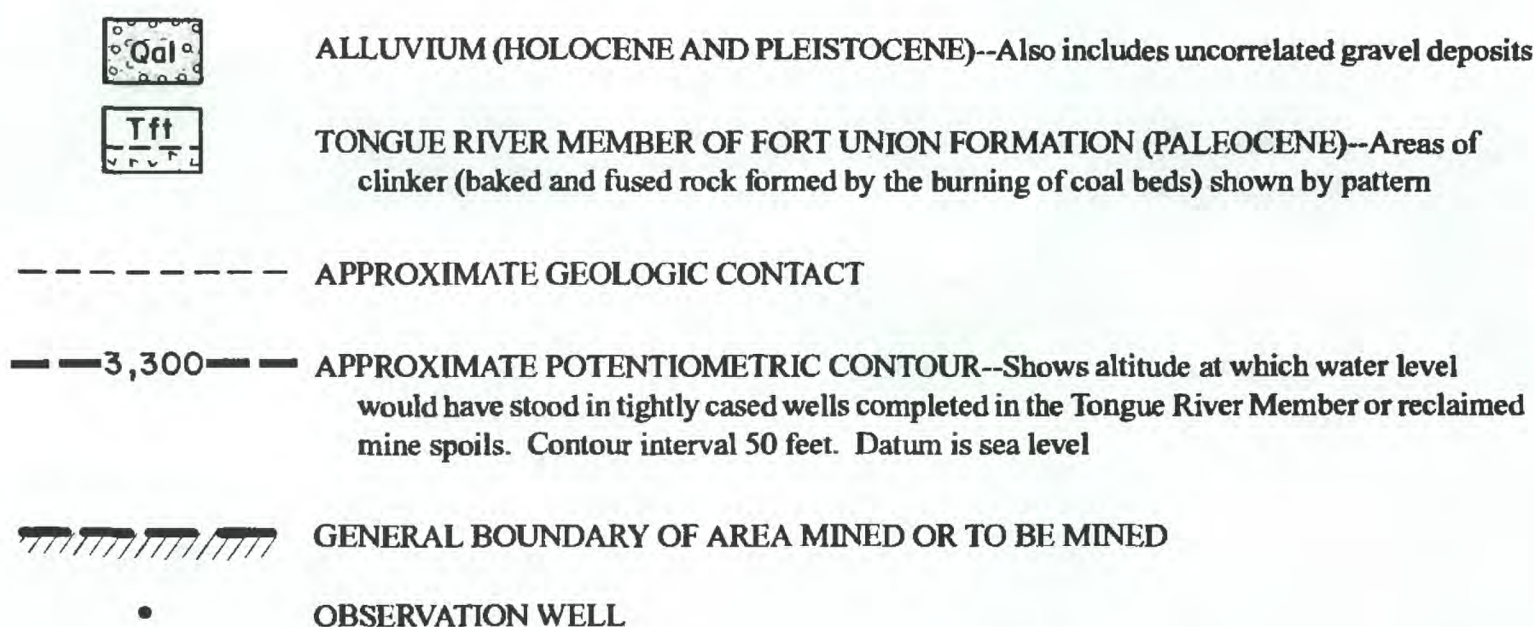 Qal ALLUVIUM (HOLOCENE AND PLEISTOCENE)--Also includes uncorrelated gravel deposits
Tft TONGUE RIVER MEMBER OF FORT UNION FORMATION (PALEOCENE)--Areas of
clinker (baked and fused rock formed by the burning of coal beds) shown by pattern
APPROXIMATE GEOLOGIC CONTACT
3,300 APPROXIMATE POTENTIOMETRIC CONTOUR--Shows altitude at which water level
would have stood in tightly cased wells completed in the Tongue River Member or reclaimed
mine spoils. Contour interval 50 feet. Datum is sea level
GENERAL BOUNDARY OF AREA MINED OR TO BE MINED
OBSERVATION WELL